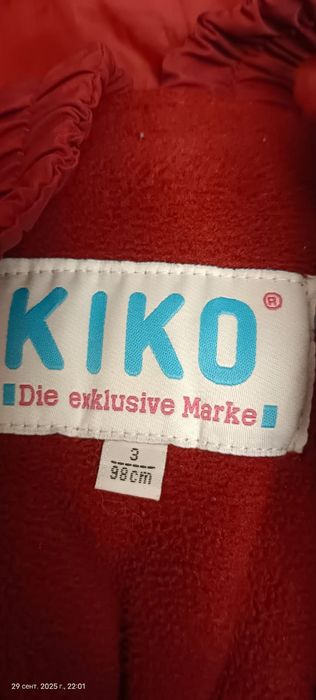 KIKO®
Die exklusive Marke
3
98cm
29 сент. 2025 г., 22:01